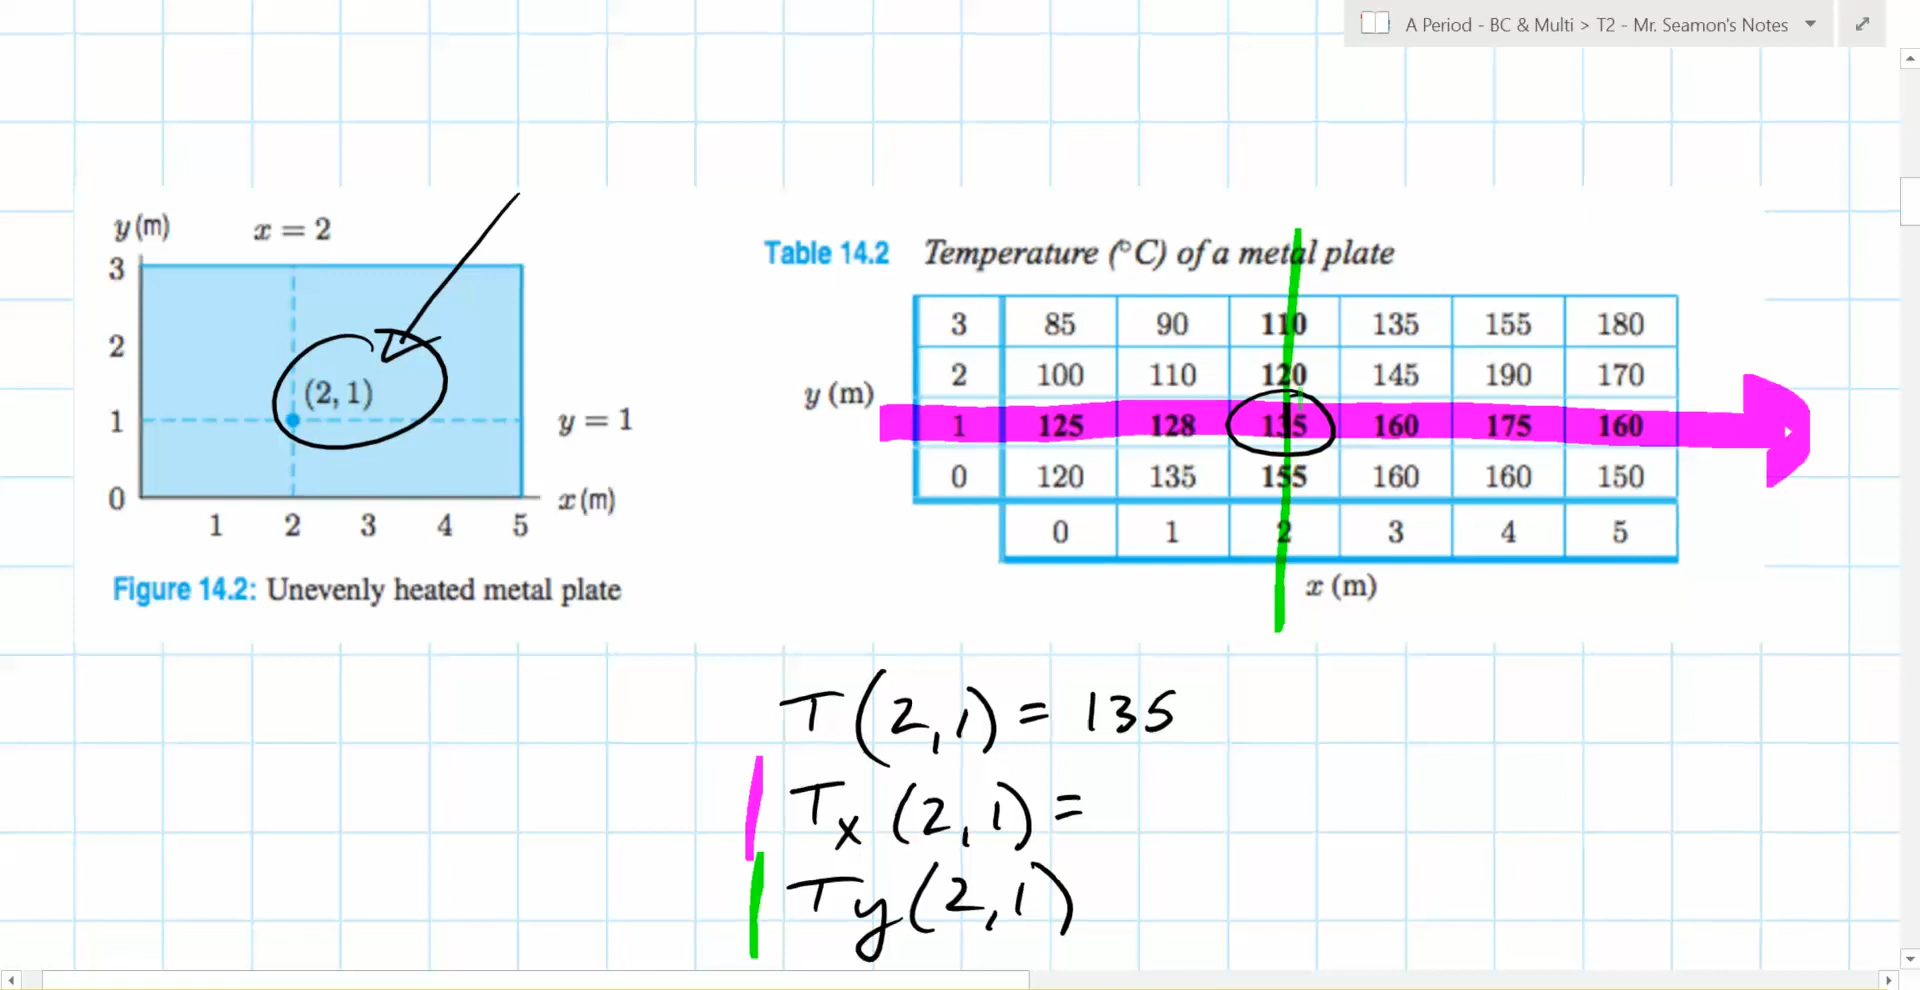 A Period - BC & Multi > T2 - Mr. Seamon's Notes
y (m)
x = 2
3
2
(2, 1)
1
y = 1
0
x (m)
1 2 3 4 5
Figure 14.2: Unevenly heated metal plate
Table 14.2 Temperature (°C) of a metal plate
3 85 90 110 135 155 180
2 100 110 120 145 190 170
y (m)
1 125 128 135 160 175 160
0 120 135 155 160 160 150
0 1 2 3 4 5
x (m)
T(2,1) = 135
Tx(2,1) =
Ty(2,1)